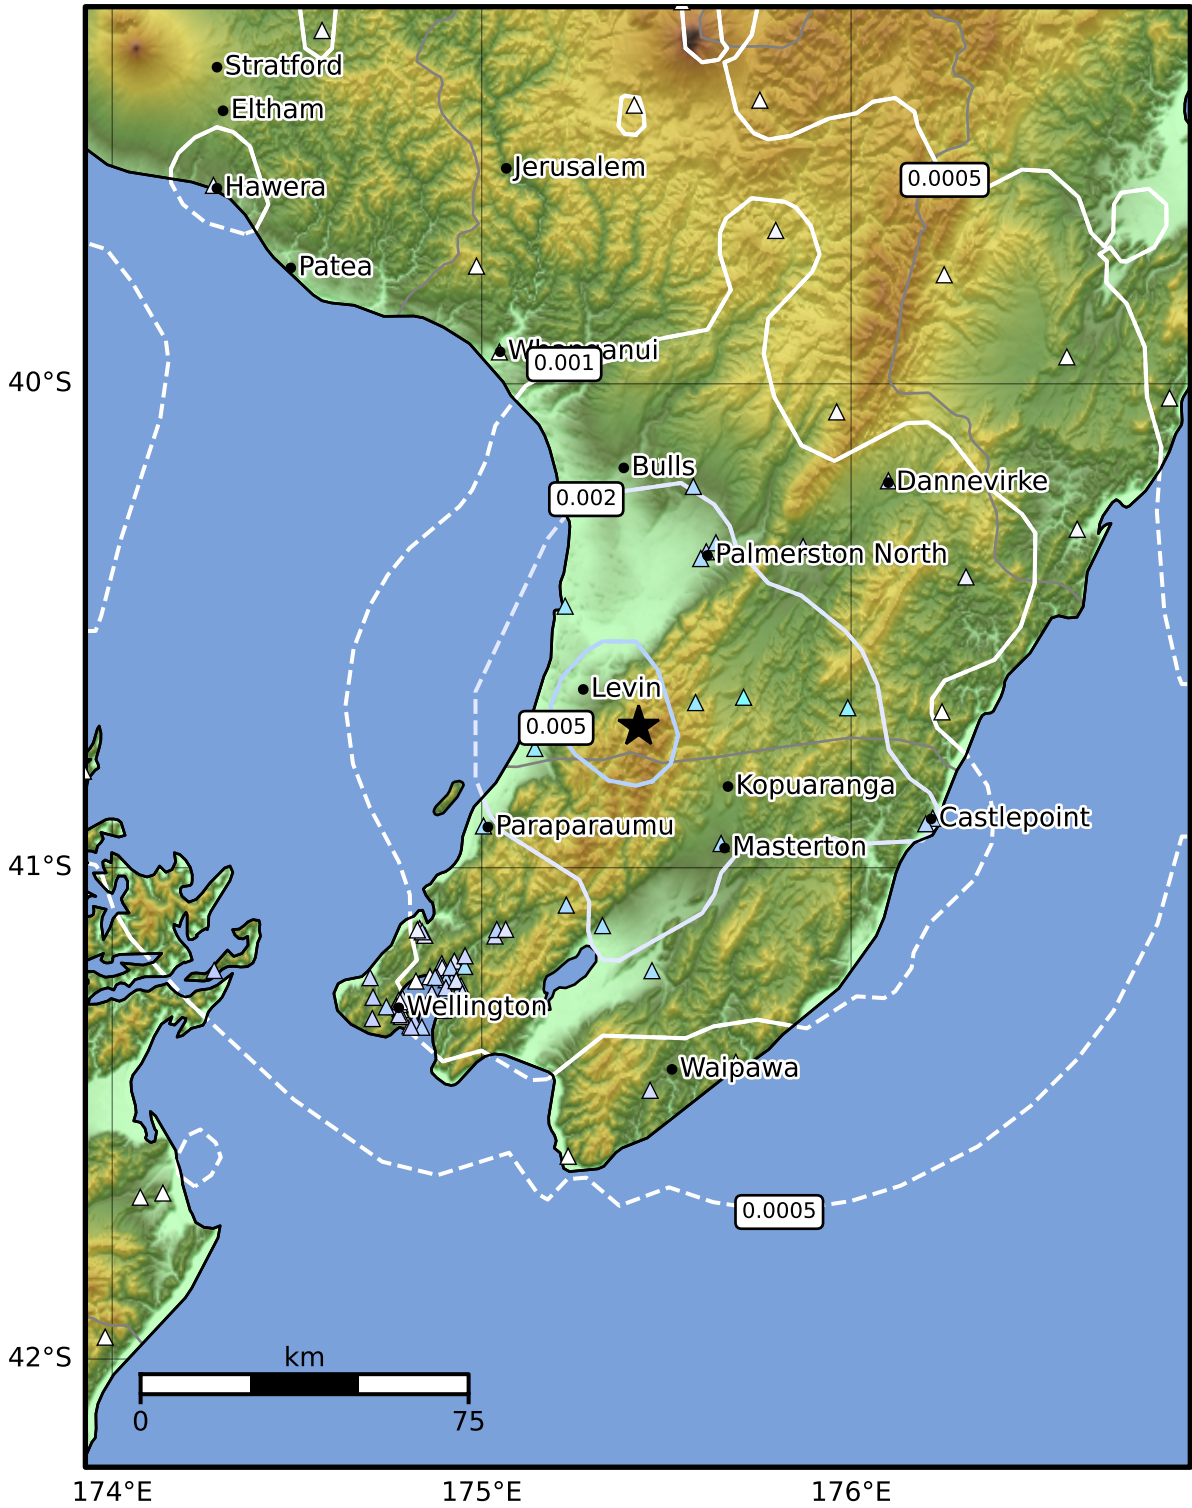 Stratford
Eltham
Jerusalem
0.0005
Hawera
Patea
Whanganui
0.001
40°S
Bulls
0.002
Dannevirke
Palmerston North
Levin
0.005
Kopuaranga
Castlepoint
Paraparaumu
Masterton
41°S
Wellington
Waipawa
0.0005
42°S
km
0
75
174°E
175°E
176°E